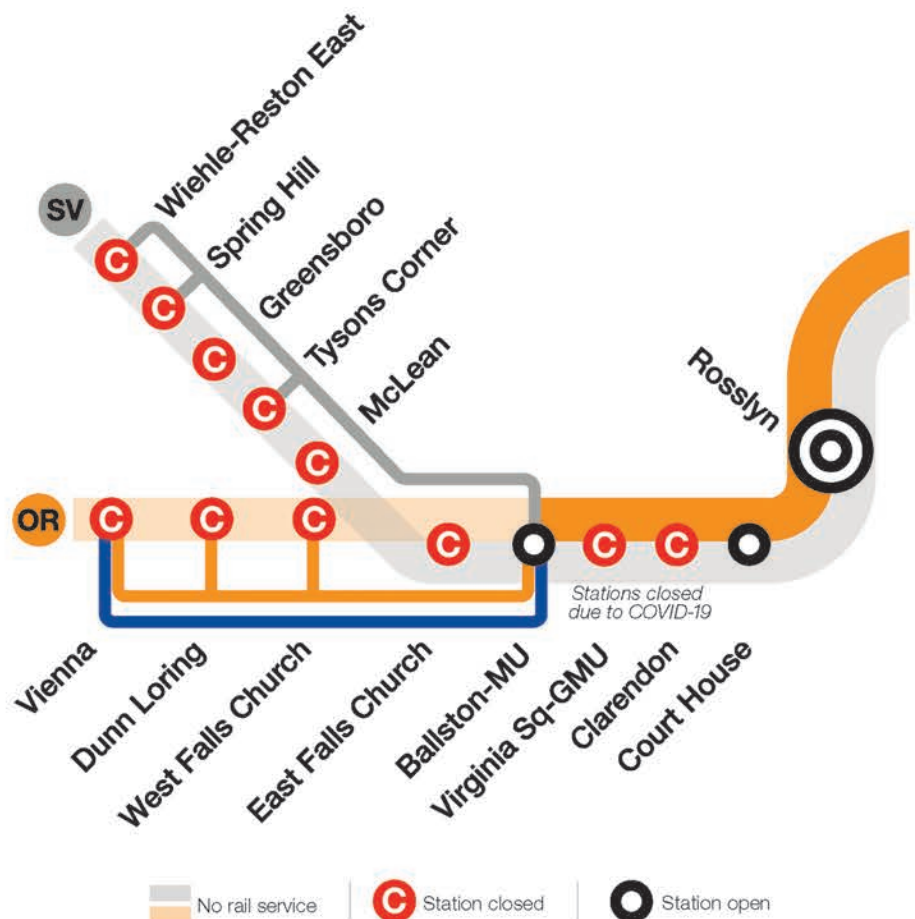 Wiehle-Reston East
Spring Hill
Greensboro
Tysons Corner
McLean
SV
C
C
C
C
C
Rosslyn
OR
C
C
C
C
C
C
Stations closed
due to COVID-19
Vienna
Dunn Loring
West Falls Church
East Falls Church
Ballston-MU
Virginia Sq-GMU
Clarendon
Court House
No rail service
C Station closed
Station open